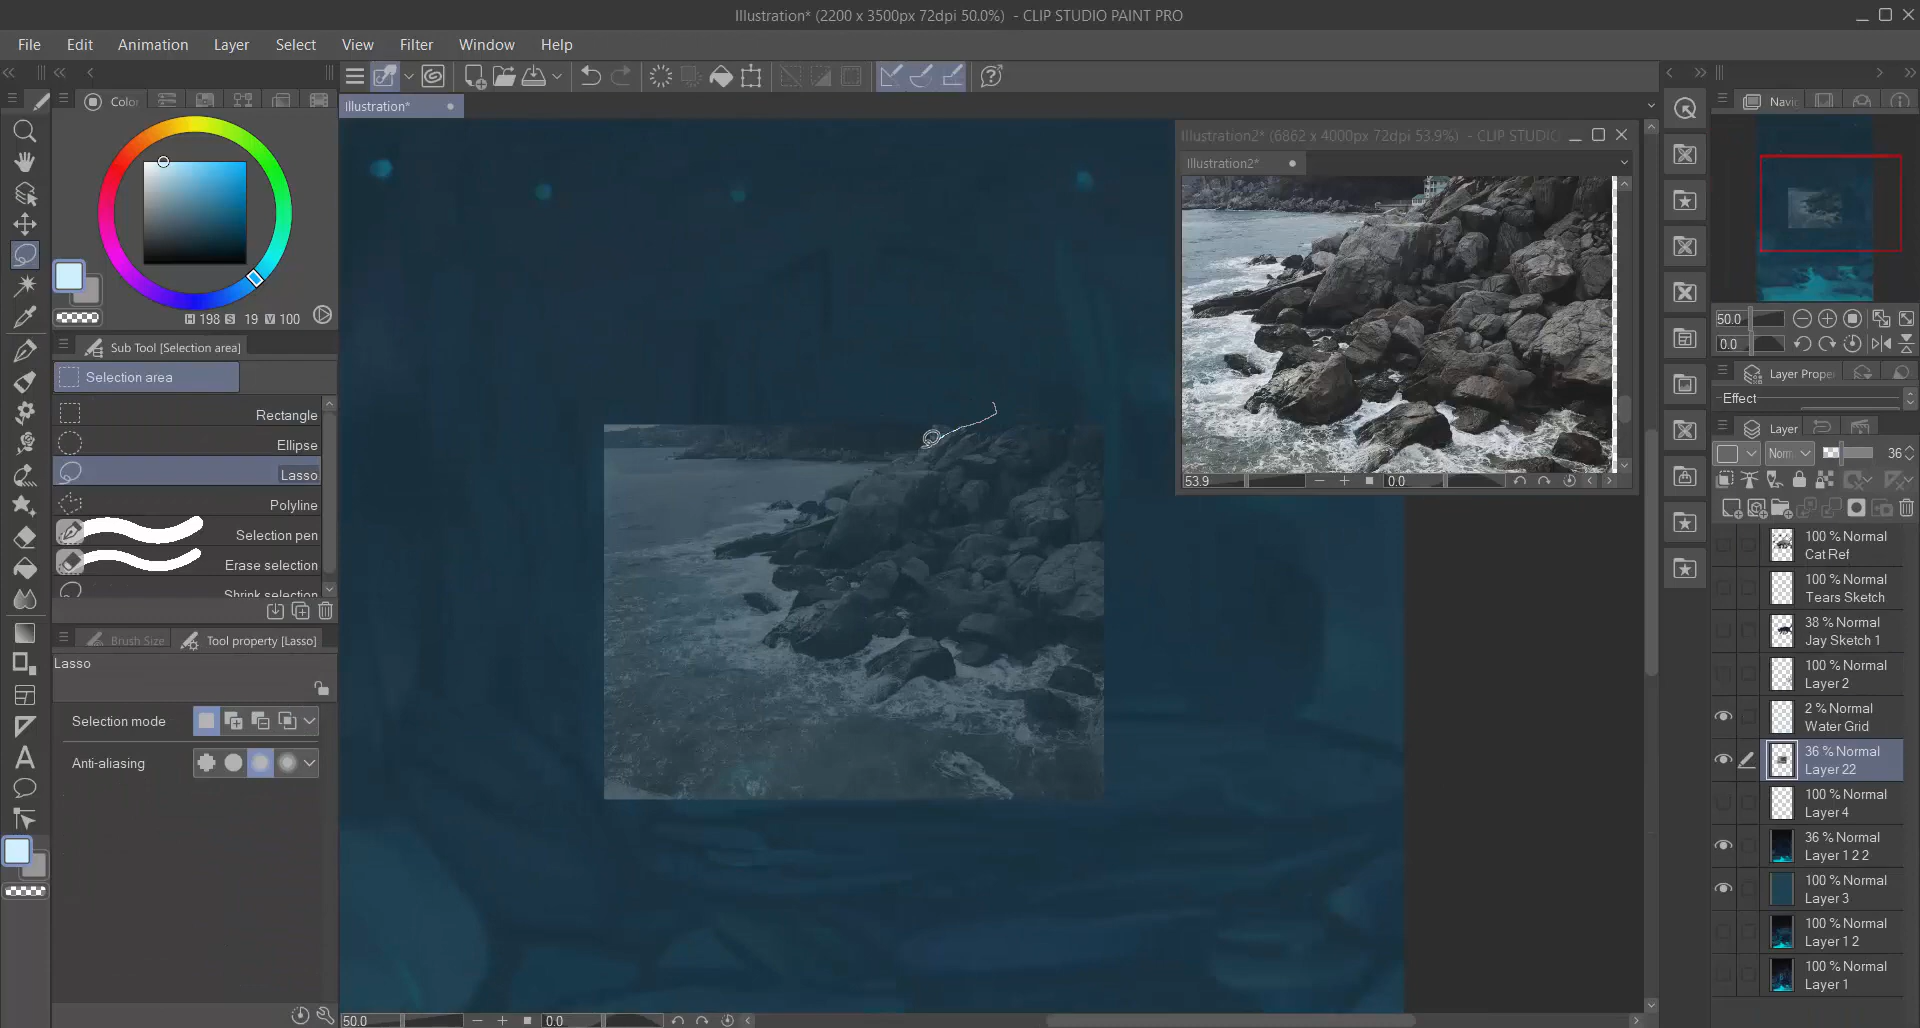 Illustration* (2200 x 3500px 72dpi 50.0%) - CLIP STUDIO PAINT PRO
File Edit Animation Layer Select View Filter Window Help
Color
Illustration*
H 198 S 19 V 100
Sub Tool [Selection area]
Selection area
Rectangle
Ellipse
Lasso
Polyline
Selection pen
Erase selection
Shrink selection
Brush Size Tool property [Lasso]
Lasso
Selection mode
Anti-aliasing
50.0 0.0
Illustration2* (6862 x 4000px 72dpi 53.9%) - CLIP STUDIO
Illustration2*
53.9 0.0
Navi
50.0
0.0
Layer Prope
Effect
Layer
Norm 36
100 % Normal
Cat Ref
100 % Normal
Tears Sketch
38 % Normal
Jay Sketch 1
100 % Normal
Layer 2
2 % Normal
Water Grid
36 % Normal
Layer 22
100 % Normal
Layer 4
36 % Normal
Layer 1 2 2
100 % Normal
Layer 3
100 % Normal
Layer 1 2
100 % Normal
Layer 1